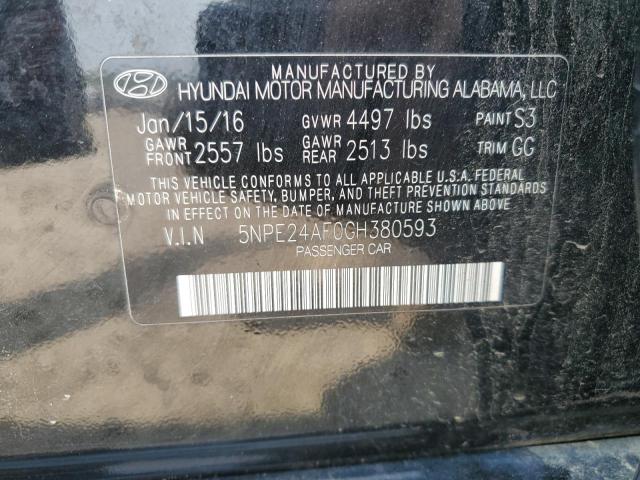 MANUFACTURED BY
HYUNDAI MOTOR MANUFACTURING ALABAMA, LLC
Jan/15/16 GVWR 4497 lbs PAINT S3
GAWR FRONT 2557 lbs GAWR REAR 2513 lbs TRIM GG
THIS VEHICLE CONFORMS TO ALL APPLICABLE U.S.A. FEDERAL
MOTOR VEHICLE SAFETY, BUMPER, AND THEFT PREVENTION STANDARDS
IN EFFECT ON THE DATE OF MANUFACTURE SHOWN ABOVE.
V.I.N 5NPE24AF0GH380593
PASSENGER CAR